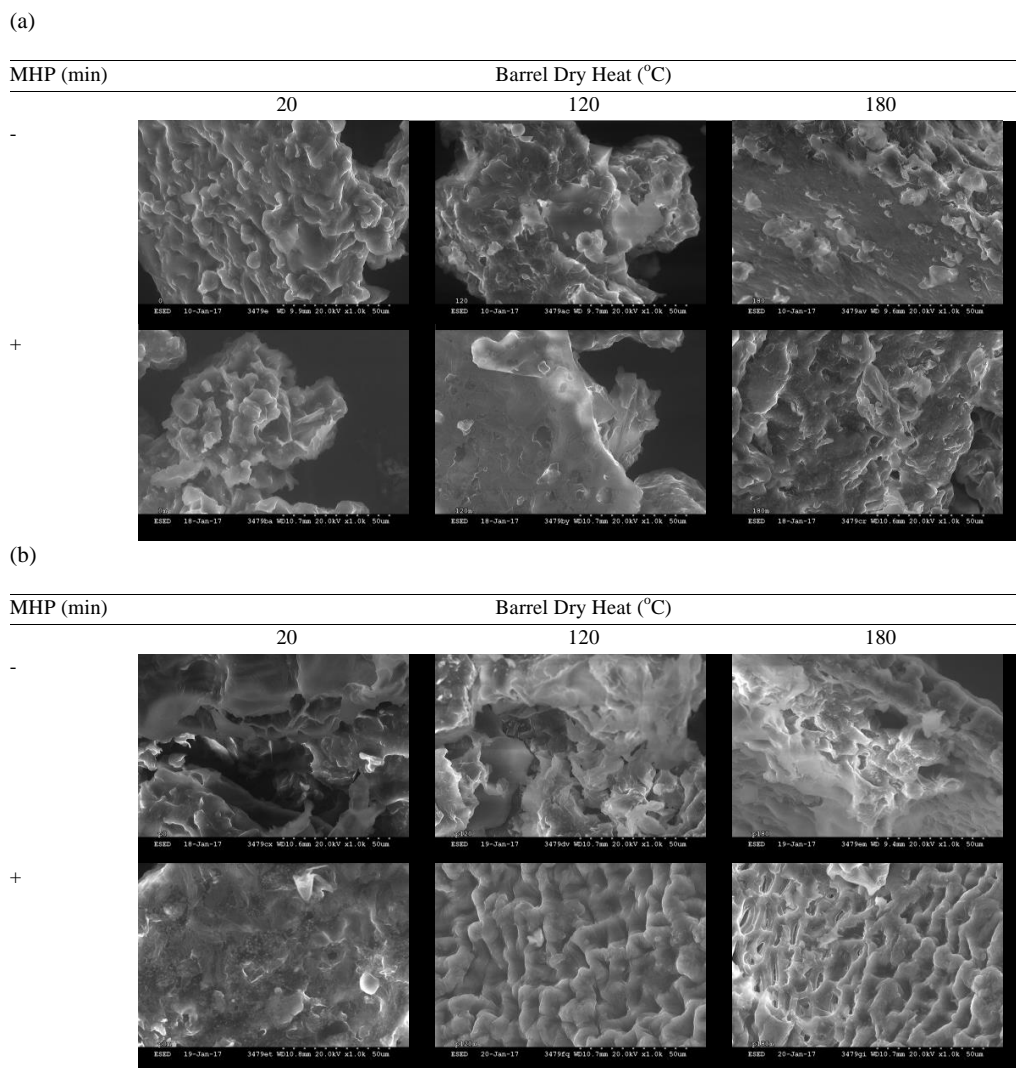 (a)
MHP (min) Barrel Dry Heat (°C)
20 120 180
-
0 120 180
ESED 10-Jan-17 3479e WD 9.9mm 20.0kV x1.0k 50um ESED 10-Jan-17 3479ac WD 9.7mm 20.0kV x1.0k 50um ESED 10-Jan-17 3479av WD 9.6mm 20.0kV x1.0k 50um
+
120m 180m
ESED 18-Jan-17 3479ba WD10.7mm 20.0kV x1.0k 50um ESED 18-Jan-17 3479by WD10.7mm 20.0kV x1.0k 50um ESED 18-Jan-17 3479cr WD10.6mm 20.0kV x1.0k 50um
(b)
MHP (min) Barrel Dry Heat (°C)
20 120 180
-
ESED 18-Jan-17 3479cx WD10.6mm 20.0kV x1.0k 50um ESED 19-Jan-17 3479dv WD10.7mm 20.0kV x1.0k 50um ESED 19-Jan-17 3479em WD 9.4mm 20.0kV x1.0k 50um
+
ESED 19-Jan-17 3479et WD10.8mm 20.0kV x1.0k 50um ESED 20-Jan-17 3479fq WD10.7mm 20.0kV x1.0k 50um ESED 20-Jan-17 3479gi WD10.7mm 20.0kV x1.0k 50um